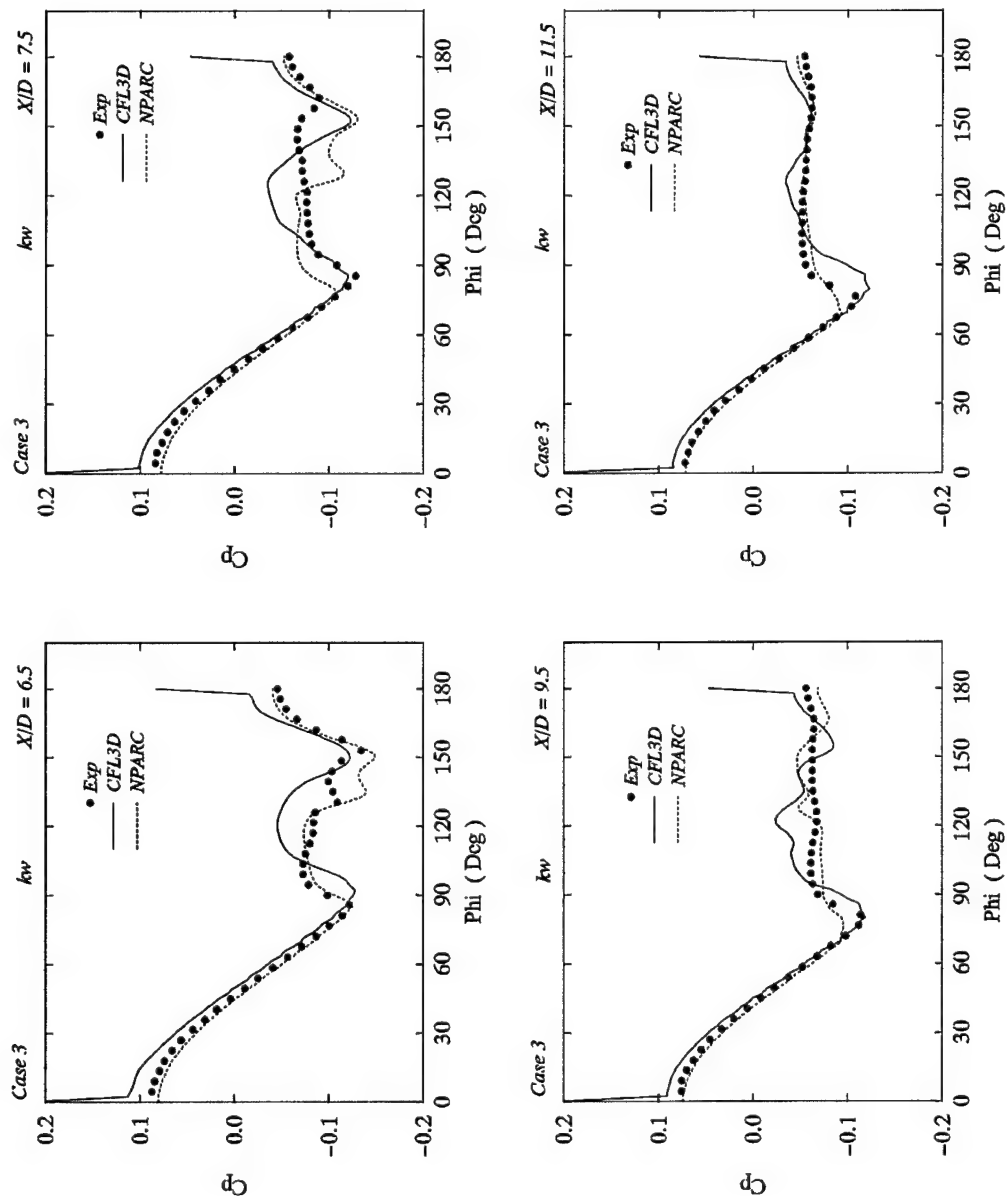 Case 3 kw X/D = 6.5
Exp
CFL3D
NPARC
0.2
0.1
0.0
-0.1
-0.2
Cp
0 30 60 90 120 150 180
Phi ( Deg )
Case 3 kw X/D = 7.5
Exp
CFL3D
NPARC
0.2
0.1
0.0
-0.1
-0.2
Cp
0 30 60 90 120 150 180
Phi ( Deg )
Case 3 kw X/D = 9.5
Exp
CFL3D
NPARC
0.2
0.1
0.0
-0.1
-0.2
Cp
0 30 60 90 120 150 180
Phi ( Deg )
Case 3 kw X/D = 11.5
Exp
CFL3D
NPARC
0.2
0.1
0.0
-0.1
-0.2
Cp
0 30 60 90 120 150 180
Phi ( Deg )